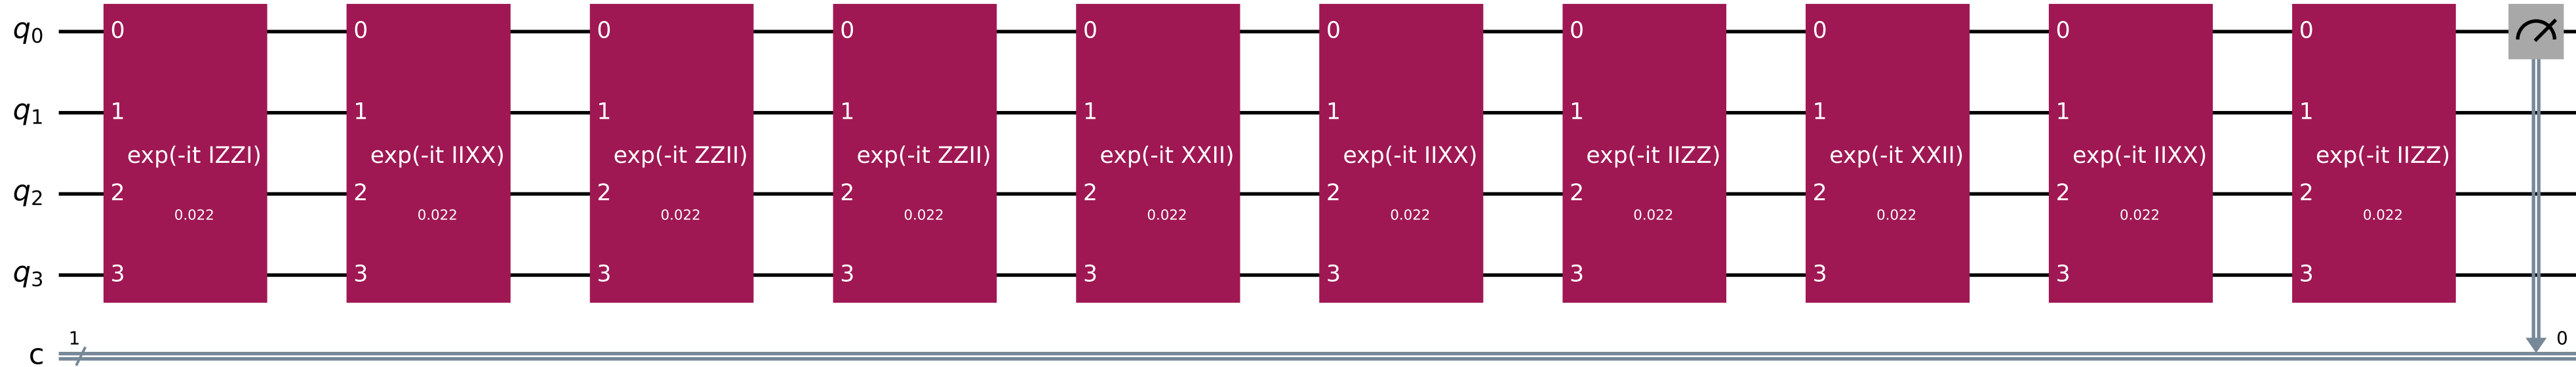 q0 0 0 0 0 0 0 0 0 0 0
q1 1 1 1 1 1 1 1 1 1 1
exp(-it IZZI) exp(-it IIXX) exp(-it ZZII) exp(-it ZZII) exp(-it XXII) exp(-it IIXX) exp(-it IIZZ) exp(-it XXII) exp(-it IIXX) exp(-it IIZZ)
q2 2 2 2 2 2 2 2 2 2 2
0.022 0.022 0.022 0.022 0.022 0.022 0.022 0.022 0.022 0.022
q3 3 3 3 3 3 3 3 3 3 3
1 0
c